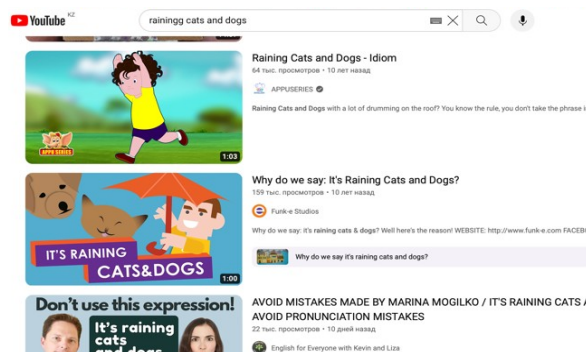 YouTube KZ
rainingg cats and dogs
Raining Cats and Dogs - Idiom
64 тыс. просмотров • 10 лет назад
APPUSERIES
Raining Cats and Dogs with a lot of drumming on the roof? You know the rule, you don't take the phrase
APPU SERIES
1:03
Why do we say: It's Raining Cats and Dogs?
159 тыс. просмотров • 10 лет назад
Funk-e Studios
Why do we say: it's raining cats & dogs? Well here's the reason! WEBSITE: http://www.funk-e.com FACEB
IT'S RAINING
CATS&DOGS
1:00
Why do we say it's raining cats and dogs?
Don't use this expression!
It's raining
cats
and dogs
AVOID MISTAKES MADE BY MARINA MOGILKO / IT'S RAINING CATS
AVOID PRONUNCIATION MISTAKES
22 тыс. просмотров • 10 дней назад
English for Everyone with Kevin and Liza